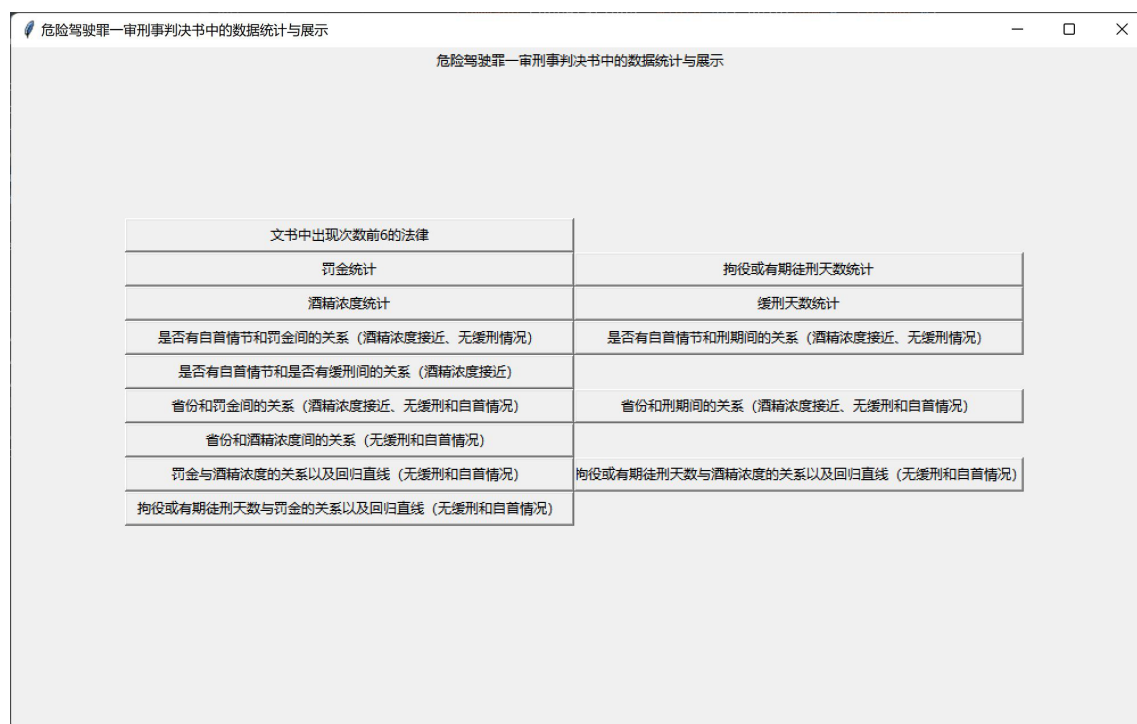 危险驾驶罪一审刑事判决书中的数据统计与展示
危险驾驶罪一审刑事判决书中的数据统计与展示
文书中出现次数前6的法律
罚金统计
拘役或有期徒刑天数统计
酒精浓度统计
缓刑天数统计
是否有自首情节和罚金间的关系（酒精浓度接近、无缓刑情况）
是否有自首情节和刑期间的关系（酒精浓度接近、无缓刑情况）
是否有自首情节和是否有缓刑间的关系（酒精浓度接近）
省份和罚金间的关系（酒精浓度接近、无缓刑和自首情况）
省份和刑期间的关系（酒精浓度接近、无缓刑和自首情况）
省份和酒精浓度间的关系（无缓刑和自首情况）
罚金与酒精浓度的关系以及回归直线（无缓刑和自首情况）
拘役或有期徒刑天数与酒精浓度的关系以及回归直线（无缓刑和自首情况）
拘役或有期徒刑天数与罚金的关系以及回归直线（无缓刑和自首情况）